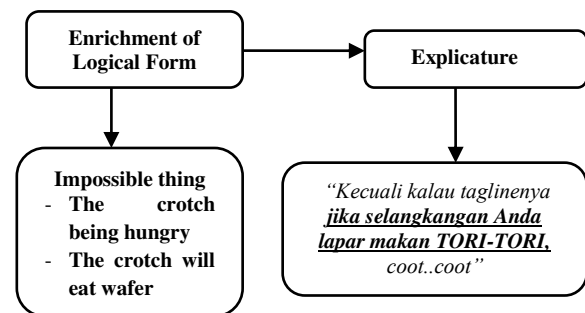 Enrichment of
Logical Form
Explicature
Impossible thing
- The crotch
being hungry
- The crotch will
eat wafer
“Kecuali kalau taglinenya
jika selangkangan Anda
lapar makan TORI-TORI,
coot..coot”